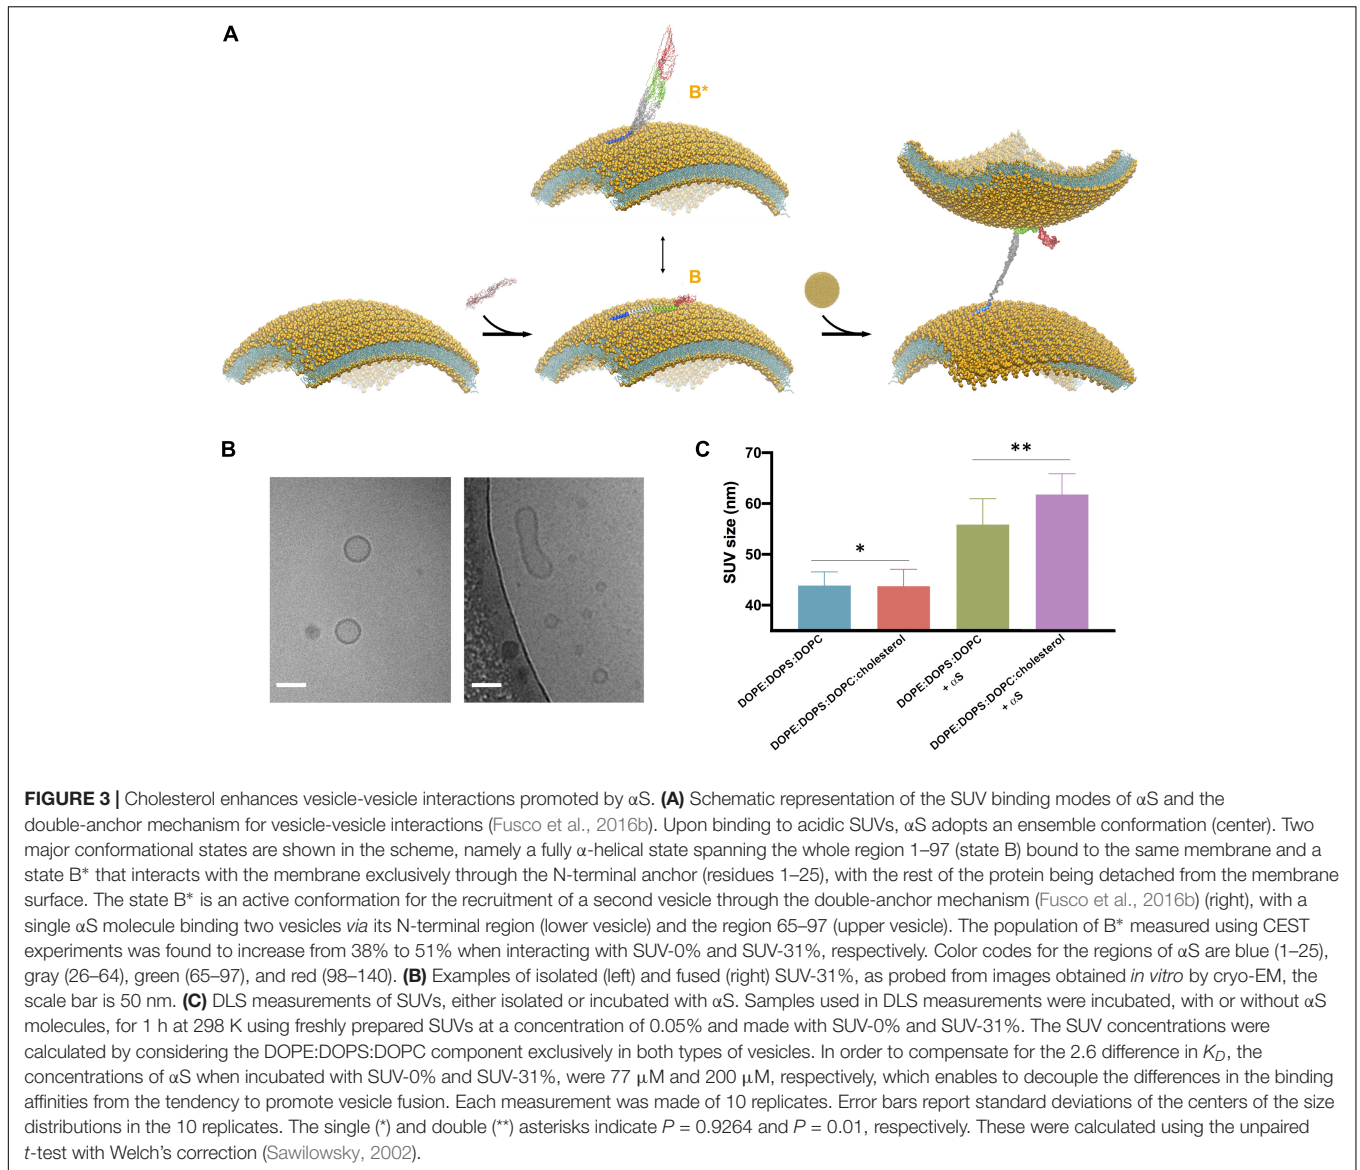 A
B*
B
B
C
SUV size (nm)
70
60
50
40
*
**
DOPE:DOPS:DOPC
DOPE:DOPS:DOPC:cholesterol
DOPE:DOPS:DOPC
+ αS
DOPE:DOPS:DOPC:cholesterol
+ αS
FIGURE 3 | Cholesterol enhances vesicle-vesicle interactions promoted by αS. (A) Schematic representation of the SUV binding modes of αS and the
double-anchor mechanism for vesicle-vesicle interactions (Fusco et al., 2016b). Upon binding to acidic SUVs, αS adopts an ensemble conformation (center). Two
major conformational states are shown in the scheme, namely a fully α-helical state spanning the whole region 1–97 (state B) bound to the same membrane and a
state B* that interacts with the membrane exclusively through the N-terminal anchor (residues 1–25), with the rest of the protein being detached from the membrane
surface. The state B* is an active conformation for the recruitment of a second vesicle through the double-anchor mechanism (Fusco et al., 2016b) (right), with a
single αS molecule binding two vesicles via its N-terminal region (lower vesicle) and the region 65–97 (upper vesicle). The population of B* measured using CEST
experiments was found to increase from 38% to 51% when interacting with SUV-0% and SUV-31%, respectively. Color codes for the regions of αS are blue (1–25),
gray (26–64), green (65–97), and red (98–140). (B) Examples of isolated (left) and fused (right) SUV-31%, as probed from images obtained in vitro by cryo-EM, the
scale bar is 50 nm. (C) DLS measurements of SUVs, either isolated or incubated with αS. Samples used in DLS measurements were incubated, with or without αS
molecules, for 1 h at 298 K using freshly prepared SUVs at a concentration of 0.05% and made with SUV-0% and SUV-31%. The SUV concentrations were
calculated by considering the DOPE:DOPS:DOPC component exclusively in both types of vesicles. In order to compensate for the 2.6 difference in KD, the
concentrations of αS when incubated with SUV-0% and SUV-31%, were 77 μM and 200 μM, respectively, which enables to decouple the differences in the binding
affinities from the tendency to promote vesicle fusion. Each measurement was made of 10 replicates. Error bars report standard deviations of the centers of the size
distributions in the 10 replicates. The single (*) and double (**) asterisks indicate P = 0.9264 and P = 0.01, respectively. These were calculated using the unpaired
t-test with Welch's correction (Sawilowsky, 2002).